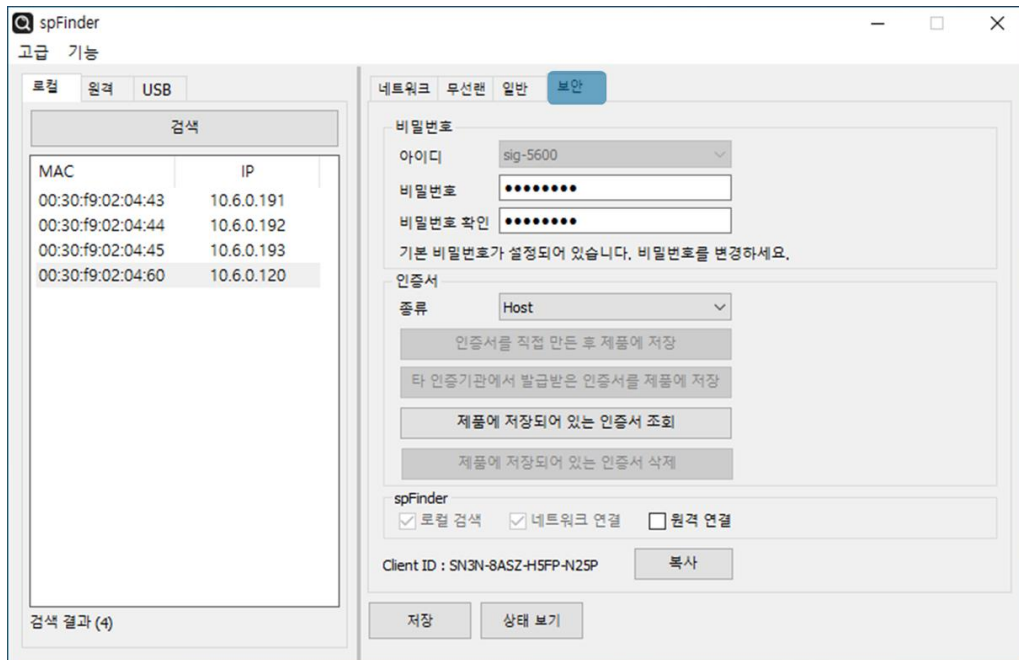 spFinder
고급 기능
로컬 원격 USB
검색
MAC IP
00:30:f9:02:04:43 10.6.0.191
00:30:f9:02:04:44 10.6.0.192
00:30:f9:02:04:45 10.6.0.193
00:30:f9:02:04:60 10.6.0.120
검색 결과 (4)
네트워크 무선랜 일반 보안
비밀번호
아이디 sig-5600
비밀번호 ●●●●●●●●
비밀번호 확인 ●●●●●●●●
기본 비밀번호가 설정되어 있습니다. 비밀번호를 변경하세요.
인증서
종류 Host
인증서를 직접 만든 후 제품에 저장
타 인증기관에서 발급받은 인증서를 제품에 저장
제품에 저장되어 있는 인증서 조회
제품에 저장되어 있는 인증서 삭제
spFinder
로컬 검색 네트워크 연결 원격 연결
Client ID : SN3N-8ASZ-H5FP-N25P 복사
저장 상태 보기